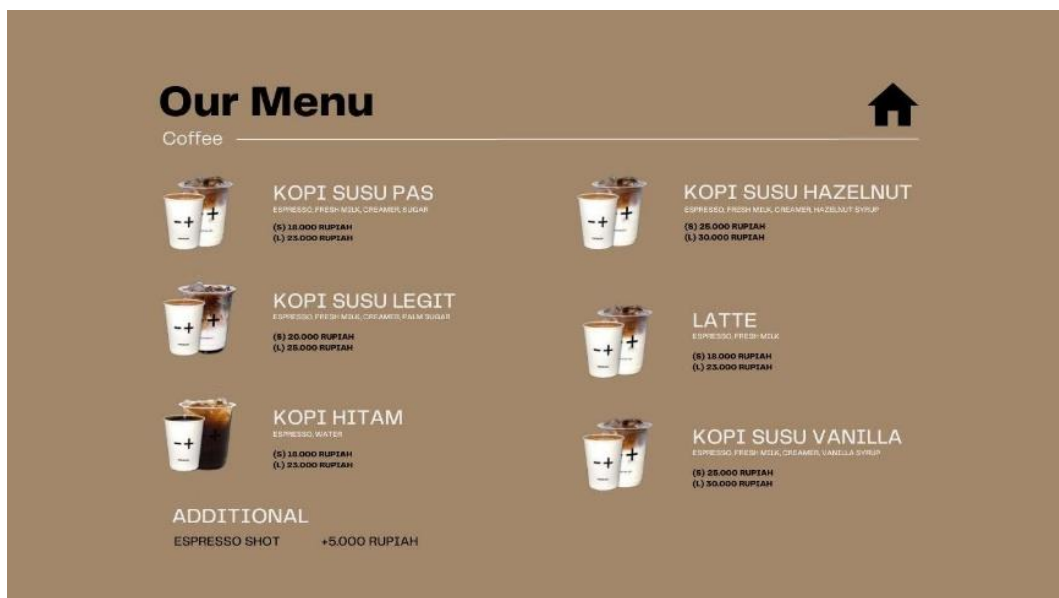 Our Menu
Coffee
KOPI SUSU PAS
ESPRESSO, FRESH MILK, CREAMER, SUGAR
(S) 18.000 RUPIAH
(L) 23.000 RUPIAH
KOPI SUSU LEGIT
ESPRESSO, FRESH MILK, CREAMER, PALM SUGAR
(S) 20.000 RUPIAH
(L) 25.000 RUPIAH
KOPI HITAM
ESPRESSO, WATER
(S) 18.000 RUPIAH
(L) 23.000 RUPIAH
ADDITIONAL
ESPRESSO SHOT +5.000 RUPIAH
KOPI SUSU HAZELNUT
ESPRESSO, FRESH MILK, CREAMER, HAZELNUT SYRUP
(S) 25.000 RUPIAH
(L) 30.000 RUPIAH
LATTE
ESPRESSO, FRESH MILK
(S) 18.000 RUPIAH
(L) 23.000 RUPIAH
KOPI SUSU VANILLA
ESPRESSO, FRESH MILK, CREAMER, VANILLA SYRUP
(S) 25.000 RUPIAH
(L) 30.000 RUPIAH